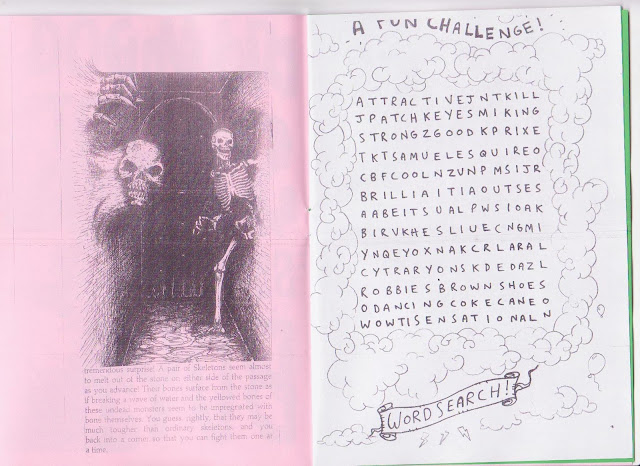 tremendous surprise! A pair of Skeletons seem almost
to melt out of the stone on either side of the passage
as you advance. Their bones surface from the stone as
if breaking a wave of water and the yellowed bones of
these undead monsters seem to be impregnated with
bone themselves. You guess, rightly, that they may be
much tougher than ordinary skeletons, and you
back into a corner so that you can fight them one at
a time.
A FUN CHALLENGE!
ATTRACTIVEJNTKILL
JPATCHKEYESMIKING
STRONGZGOODKPRIXE
TKTSAMUELESQUIREO
CBFCOOLNZUNPMSIJR
BRILLIAITIAOUTSES
AABEITSUALPWSIOAK
BIRVKHESLIUECNGMI
YNQEYOXNAKCRLARAL
CYTRARYONSKDEDAZL
ROBBIESBROWNSHOES
ODANCINGCOKECANEO
WOWTISENSATIONALN
WORDSEARCH!